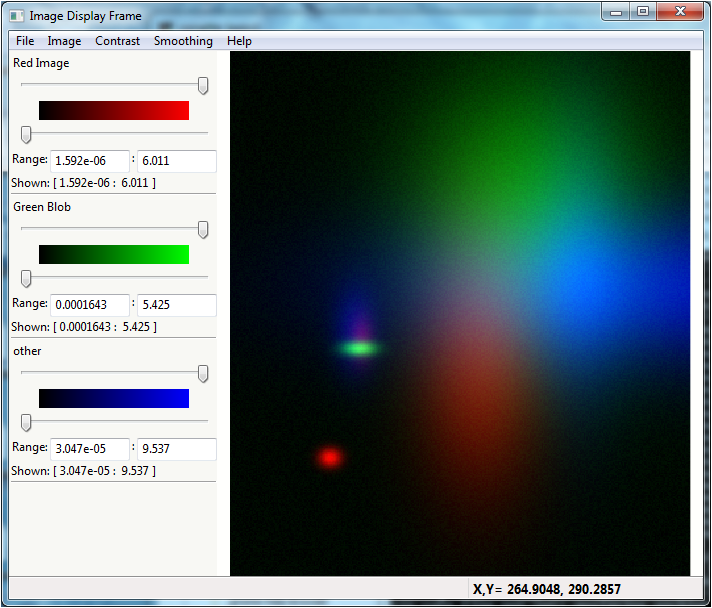 Image Display Frame
File Image Contrast Smoothing Help
Red Image
Range: 1.592e-06 : 6.011
Shown: [ 1.592e-06 : 6.011 ]
Green Blob
Range: 0.0001643 : 5.425
Shown: [ 0.0001643 : 5.425 ]
other
Range: 3.047e-05 : 9.537
Shown: [ 3.047e-05 : 9.537 ]
X,Y= 264.9048, 290.2857